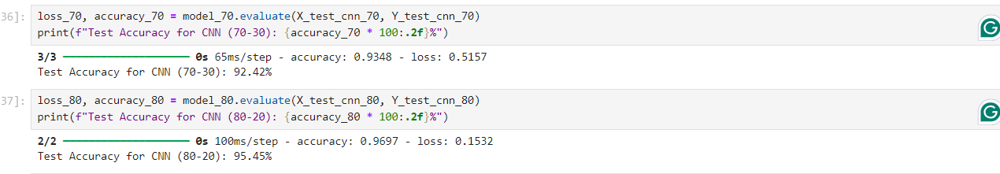 36]:
loss_70, accuracy_70 = model_70.evaluate(X_test_cnn_70, Y_test_cnn_70)
print(f"Test Accuracy for CNN (70-30): {accuracy_70 * 100:.2f}%")
3/3 ━━━━━━━━━━━━━━━━━━━━ 0s 65ms/step - accuracy: 0.9348 - loss: 0.5157
Test Accuracy for CNN (70-30): 92.42%
37]:
loss_80, accuracy_80 = model_80.evaluate(X_test_cnn_80, Y_test_cnn_80)
print(f"Test Accuracy for CNN (80-20): {accuracy_80 * 100:.2f}%")
2/2 ━━━━━━━━━━━━━━━━━━━━ 0s 100ms/step - accuracy: 0.9697 - loss: 0.1532
Test Accuracy for CNN (80-20): 95.45%